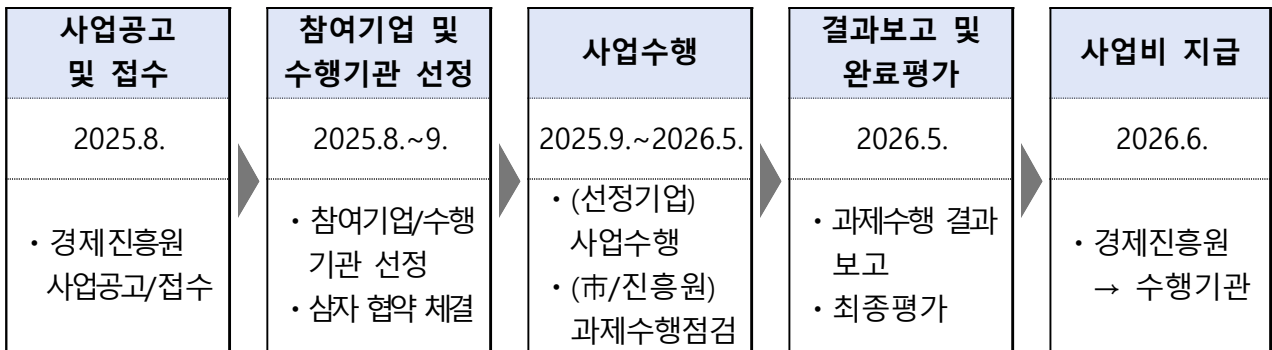 사업공고
및 접수
2025.8.
・경제진흥원
사업공고/접수
참여기업 및
수행기관 선정
2025.8.~9.
・참여기업/수행
기관 선정
・삼자 협약 체결
사업수행
2025.9.~2026.5.
・(선정기업)
사업수행
・(市/진흥원)
과제수행점검
결과보고 및
완료평가
2026.5.
・과제수행 결과
보고
・최종평가
사업비 지급
2026.6.
・경제진흥원
→ 수행기관